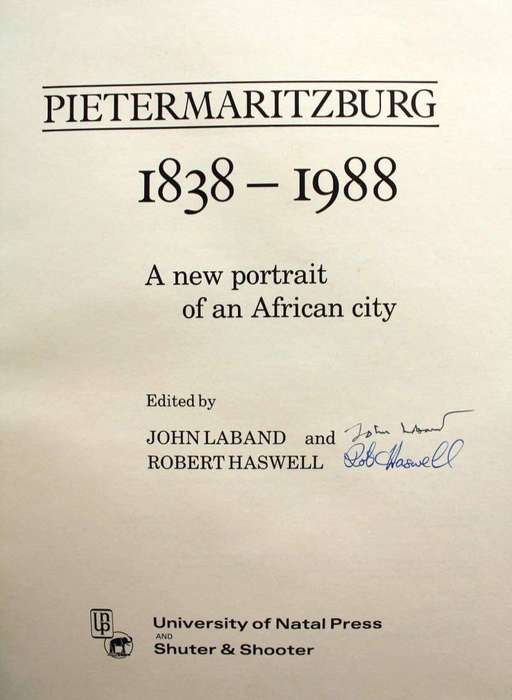 PIETERMARITZBURG
1838 – 1988
A new portrait
of an African city
Edited by
JOHN LABAND and John Laband
ROBERT HASWELL Rob Haswell
University of Natal Press
AND
Shuter & Shooter